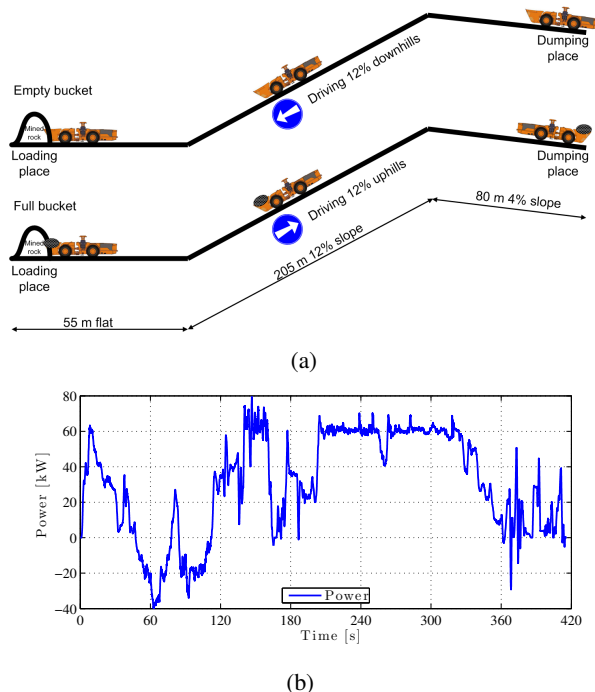 Dumping
place
Empty bucket
Driving 12% downhills
Mined
rock
Loading
place
Full bucket
Driving 12% uphills
Dumping
place
80 m 4% slope
Mined
rock
Loading
place
205 m 12% slope
55 m flat
(a)
80
60
40
20
0
−20
−40
Power [kW]
Power
0 60 120 180 240 300 360 420
Time [s]
(b)